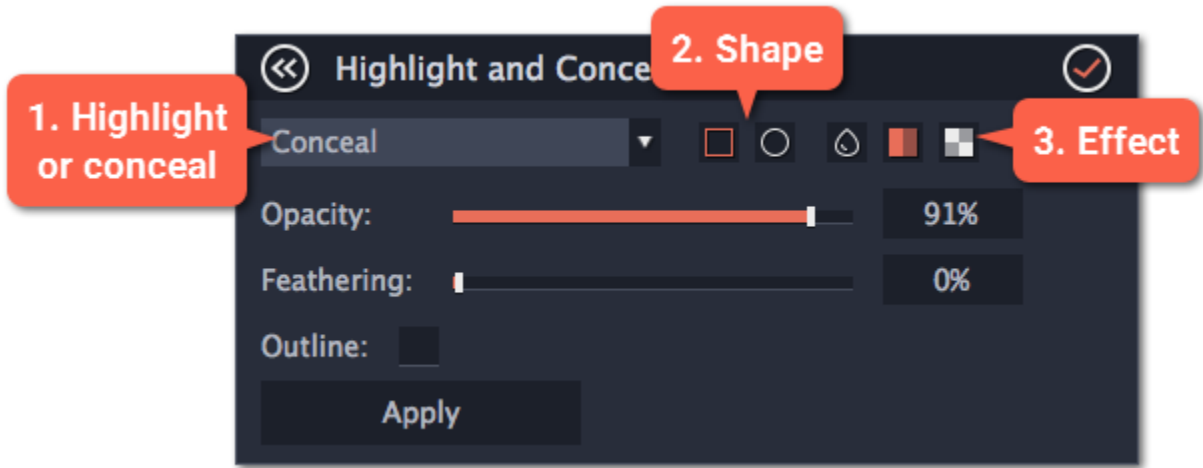 2. Shape
Highlight and Conce
1. Highlight
or conceal
Conceal
3. Effect
Opacity:
91%
Feathering:
0%
Outline:
Apply